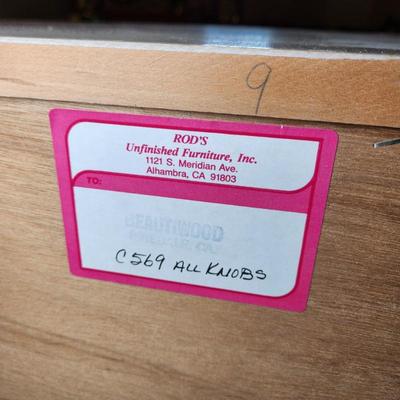 9
ROD'S
Unfinished Furniture, Inc.
1121 S. Meridian Ave.
Alhambra, CA 91803
TO:
BEAUTIWOOD
C569 ALL KNOBS